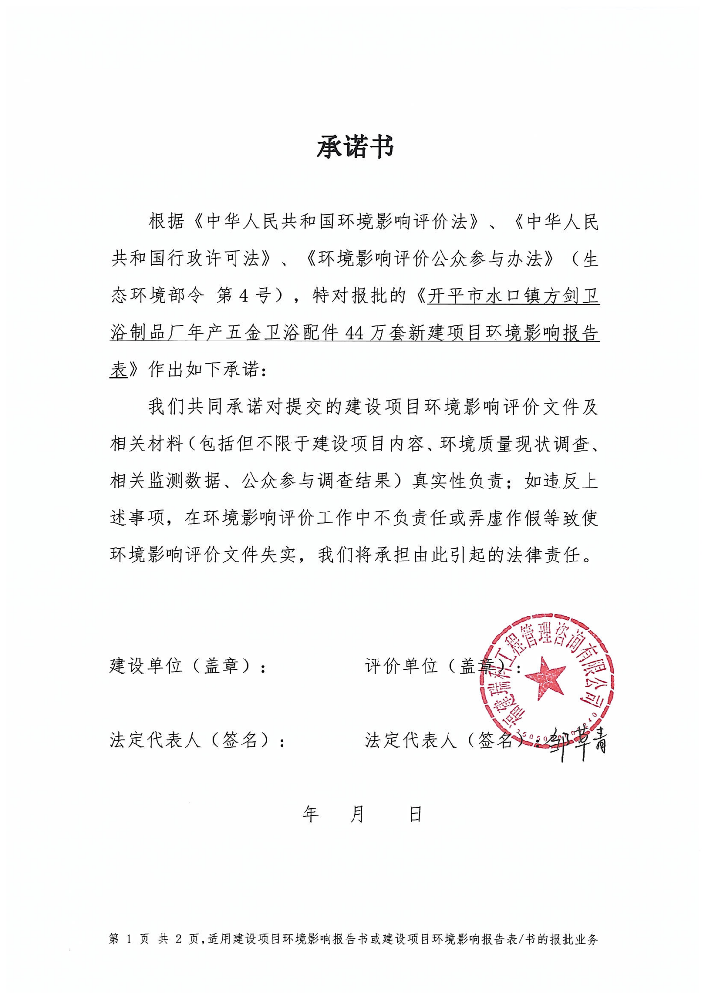 承诺书
根据《中华人民共和国环境影响评价法》、《中华人民
共和国行政许可法》、《环境影响评价公众参与办法》（生
态环境部令 第 4 号），特对报批的《开平市水口镇方剑卫
浴制品厂年产五金卫浴配件 44 万套新建项目环境影响报告
表》作出如下承诺：
我们共同承诺对提交的建设项目环境影响评价文件及
相关材料（包括但不限于建设项目内容、环境质量现状调查、
相关监测数据、公众参与调查结果）真实性负责；如违反上
述事项，在环境影响评价工作中不负责任或弄虚作假等致使
环境影响评价文件失实，我们将承担由此引起的法律责任。
福建瑞科工程管理咨询有限公司
建设单位（盖章）： 评价单位（盖章）：
法定代表人（签名）： 法定代表人（签名）：邹草青
年 月 日
第 1 页 共 2 页，适用建设项目环境影响报告书或建设项目环境影响报告表/书的报批业务